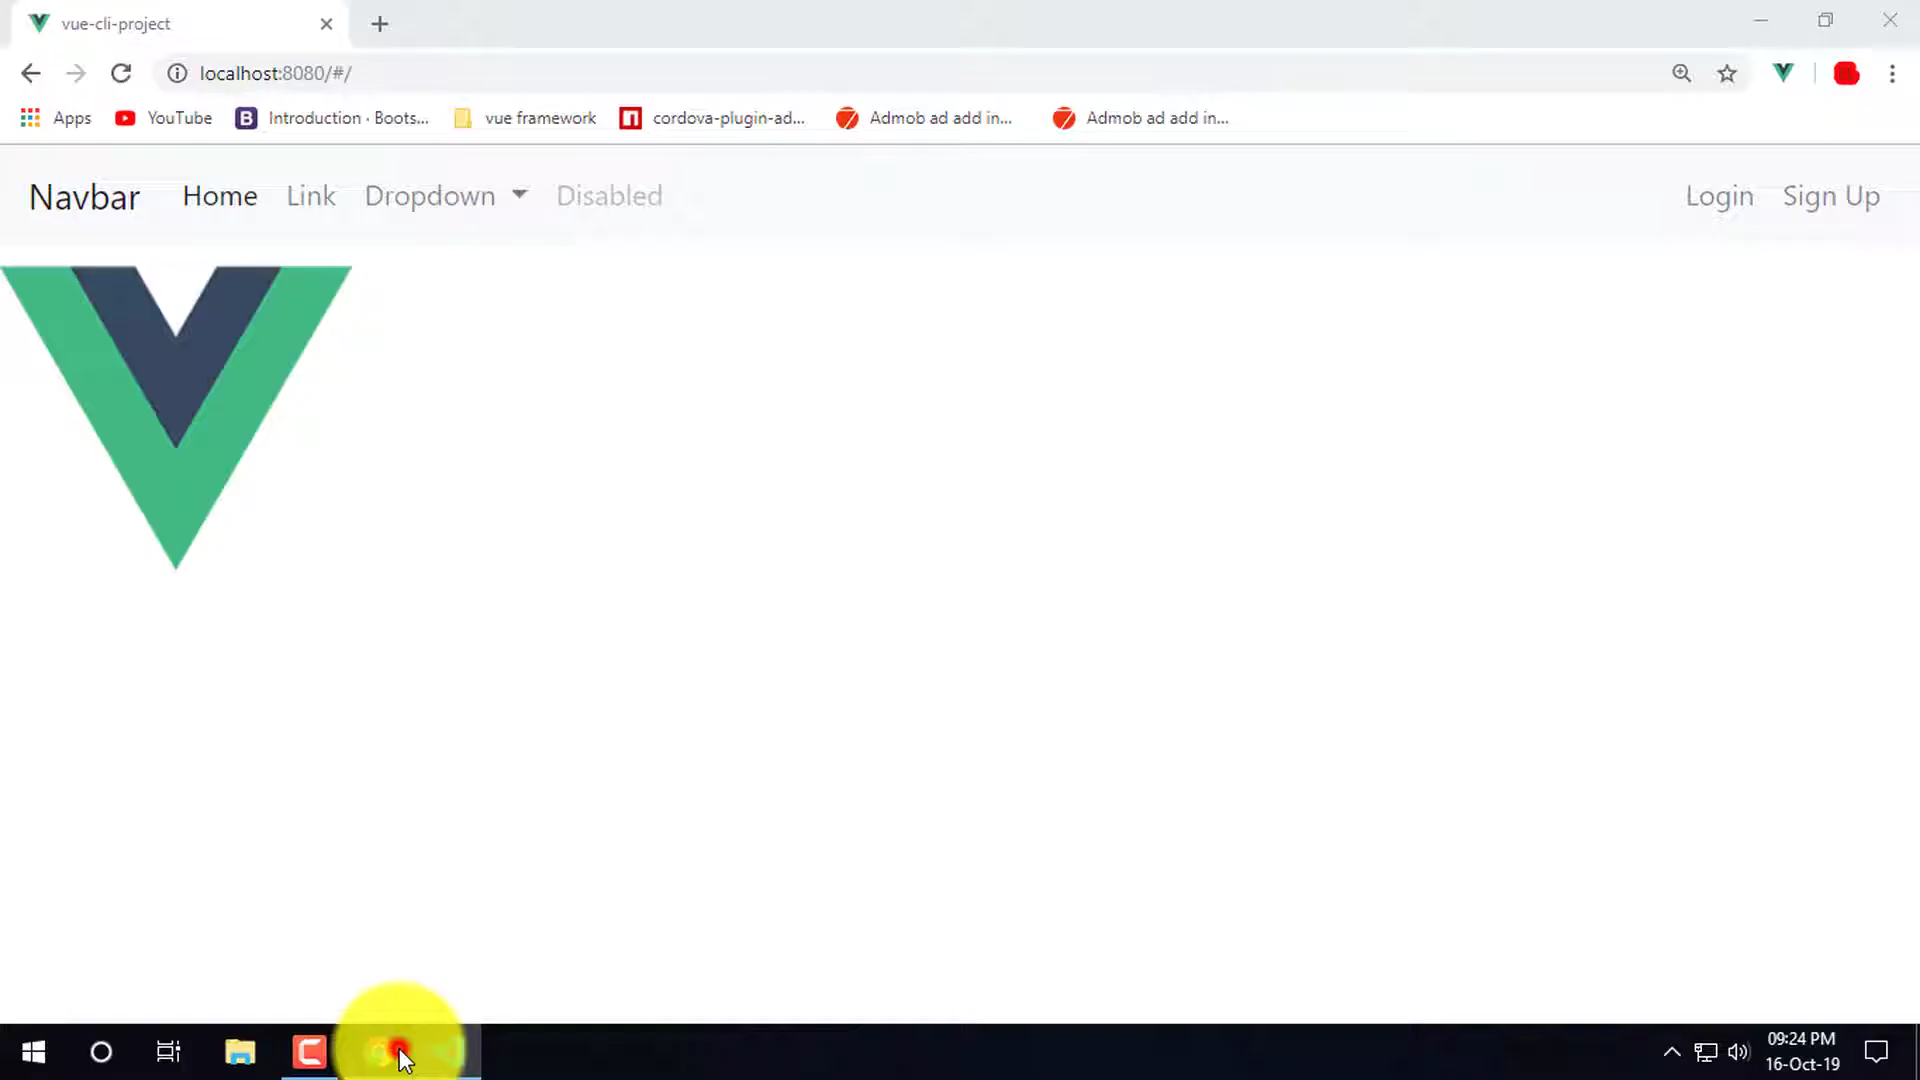 vue-cli-project
localhost:8080/#/
Apps YouTube B Introduction · Boots... vue framework cordova-plugin-ad... Admob ad add in... Admob ad add in...
Navbar Home Link Dropdown Disabled Login Sign Up
09:24 PM
16-Oct-19